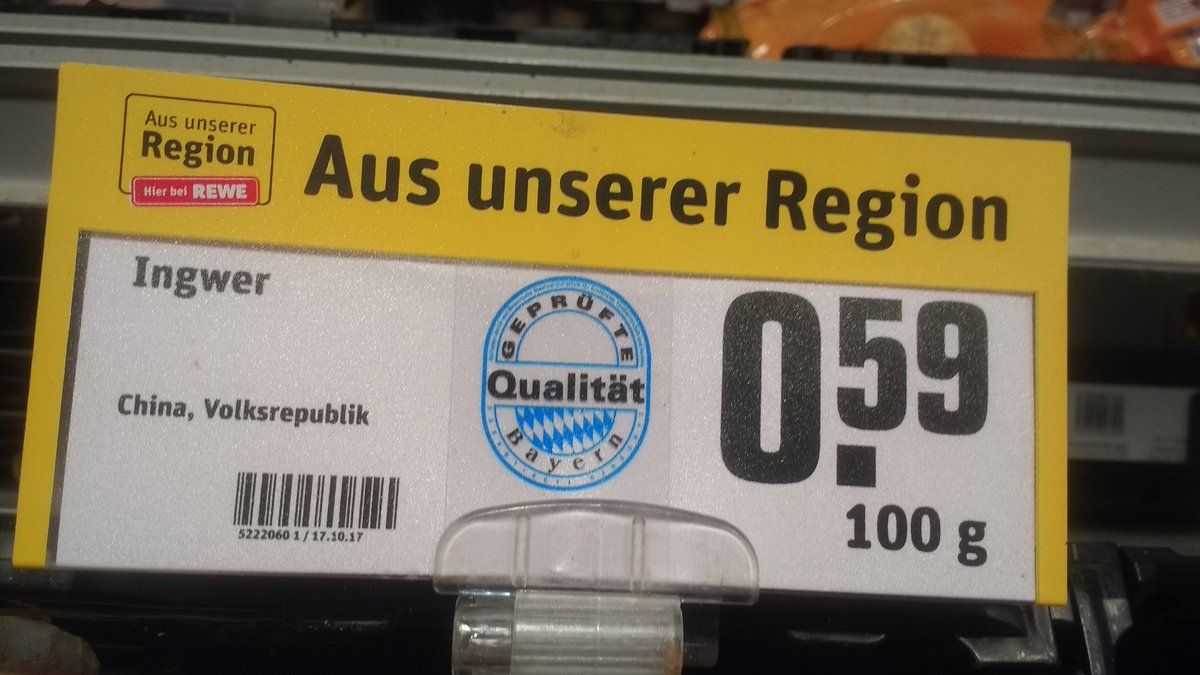 Aus unserer
Region
Hier bei REWE
Aus unserer Region
Ingwer
China, Volksrepublik
5222060 1 / 17.10.17
GEPRÜFTE
Qualität
Bayern
0.59
100 g